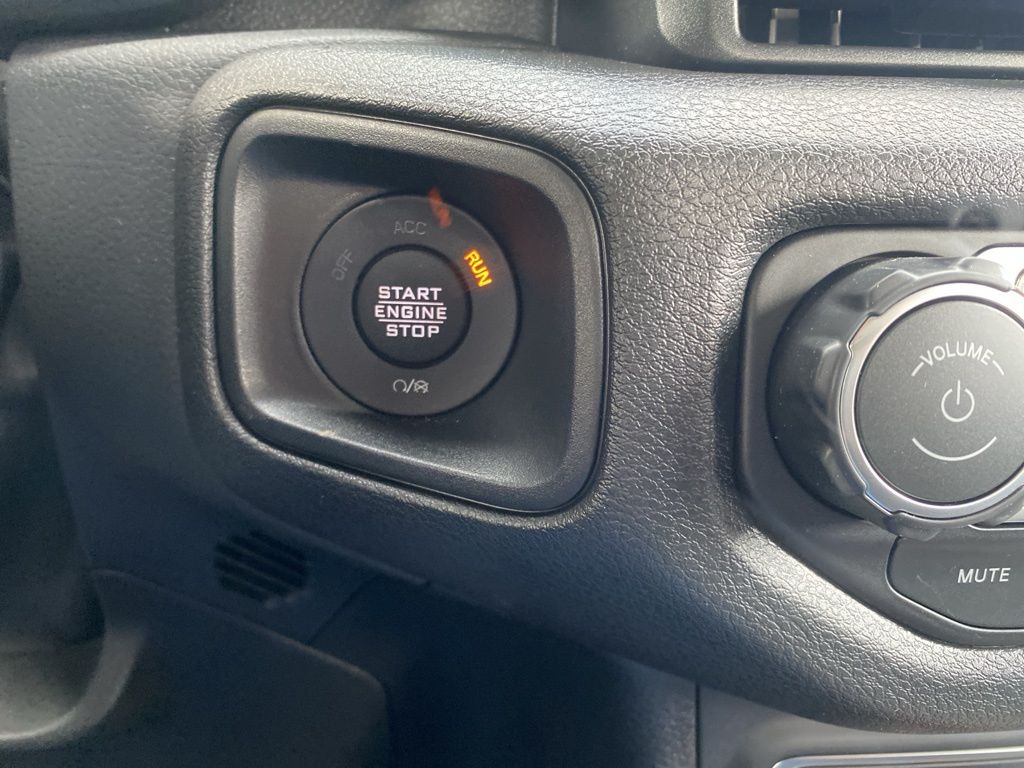 ACC
OFF
RUN
START
ENGINE
STOP
VOLUME
MUTE